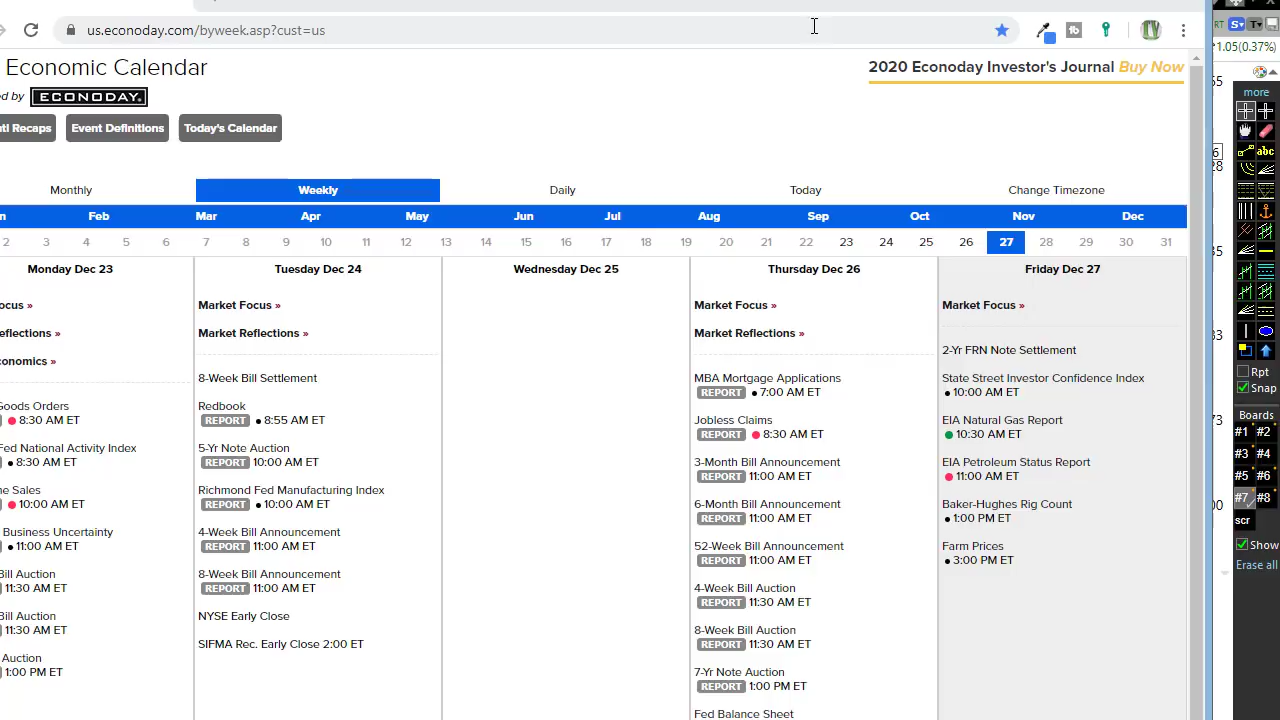 us.econoday.com/byweek.asp?cust=us
Economic Calendar
2020 Econoday Investor's Journal Buy Now
ed by ECONODAY.
Event Definitions
Today's Calendar
Monthly
Weekly
Daily
Today
Change Timezone
Feb Mar Apr May Jun Jul Aug Sep Oct Nov Dec
2 3 4 5 6 7 8 9 10 11 12 13 14 15 16 17 18 19 20 21 22 23 24 25 26 27 28 29 30 31
Monday Dec 23
ocus »
eflections »
conomics »
Goods Orders
8:30 AM ET
Fed National Activity Index
8:30 AM ET
me Sales
10:00 AM ET
Business Uncertainty
11:00 AM ET
Bill Auction
11:30 AM ET
Bill Auction
11:30 AM ET
Auction
1:00 PM ET
Tuesday Dec 24
Market Focus »
Market Reflections »
8-Week Bill Settlement
Redbook
REPORT 8:55 AM ET
5-Yr Note Auction
REPORT 10:00 AM ET
Richmond Fed Manufacturing Index
REPORT 10:00 AM ET
4-Week Bill Announcement
REPORT 11:00 AM ET
8-Week Bill Announcement
REPORT 11:00 AM ET
NYSE Early Close
SIFMA Rec. Early Close 2:00 ET
Wednesday Dec 25
Thursday Dec 26
Market Focus »
Market Reflections »
MBA Mortgage Applications
REPORT 7:00 AM ET
Jobless Claims
REPORT 8:30 AM ET
3-Month Bill Announcement
REPORT 11:00 AM ET
6-Month Bill Announcement
REPORT 11:00 AM ET
52-Week Bill Announcement
REPORT 11:00 AM ET
4-Week Bill Auction
REPORT 11:30 AM ET
8-Week Bill Auction
REPORT 11:30 AM ET
7-Yr Note Auction
REPORT 1:00 PM ET
Fed Balance Sheet
Friday Dec 27
Market Focus »
2-Yr FRN Note Settlement
State Street Investor Confidence Index
10:00 AM ET
EIA Natural Gas Report
10:30 AM ET
EIA Petroleum Status Report
11:00 AM ET
Baker-Hughes Rig Count
1:00 PM ET
Farm Prices
3:00 PM ET
1.05(0.37%)
more
abc
Rpt
Snap
Boards
#1 #2
#3 #4
#5 #6
#7 #8
scr
Show
Erase all